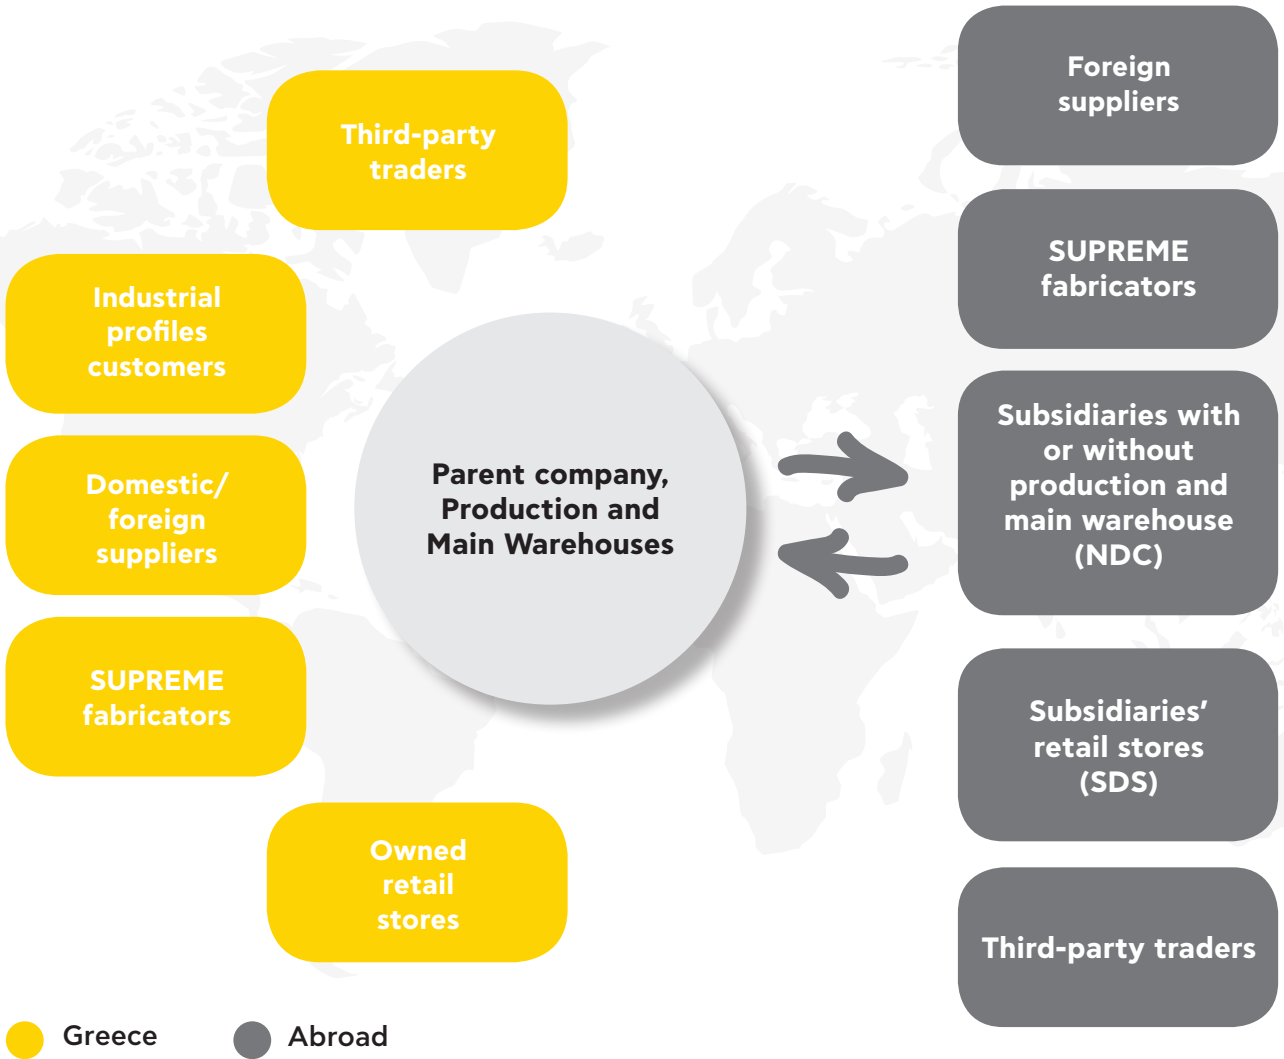 Third-party
traders
Industrial
profiles
customers
Domestic/
foreign
suppliers
SUPREME
fabricators
Owned
retail
stores
Parent company,
Production and
Main Warehouses
Foreign
suppliers
SUPREME
fabricators
Subsidiaries with
or without
production and
main warehouse
(NDC)
Subsidiaries’
retail stores
(SDS)
Third-party traders
Greece
Abroad